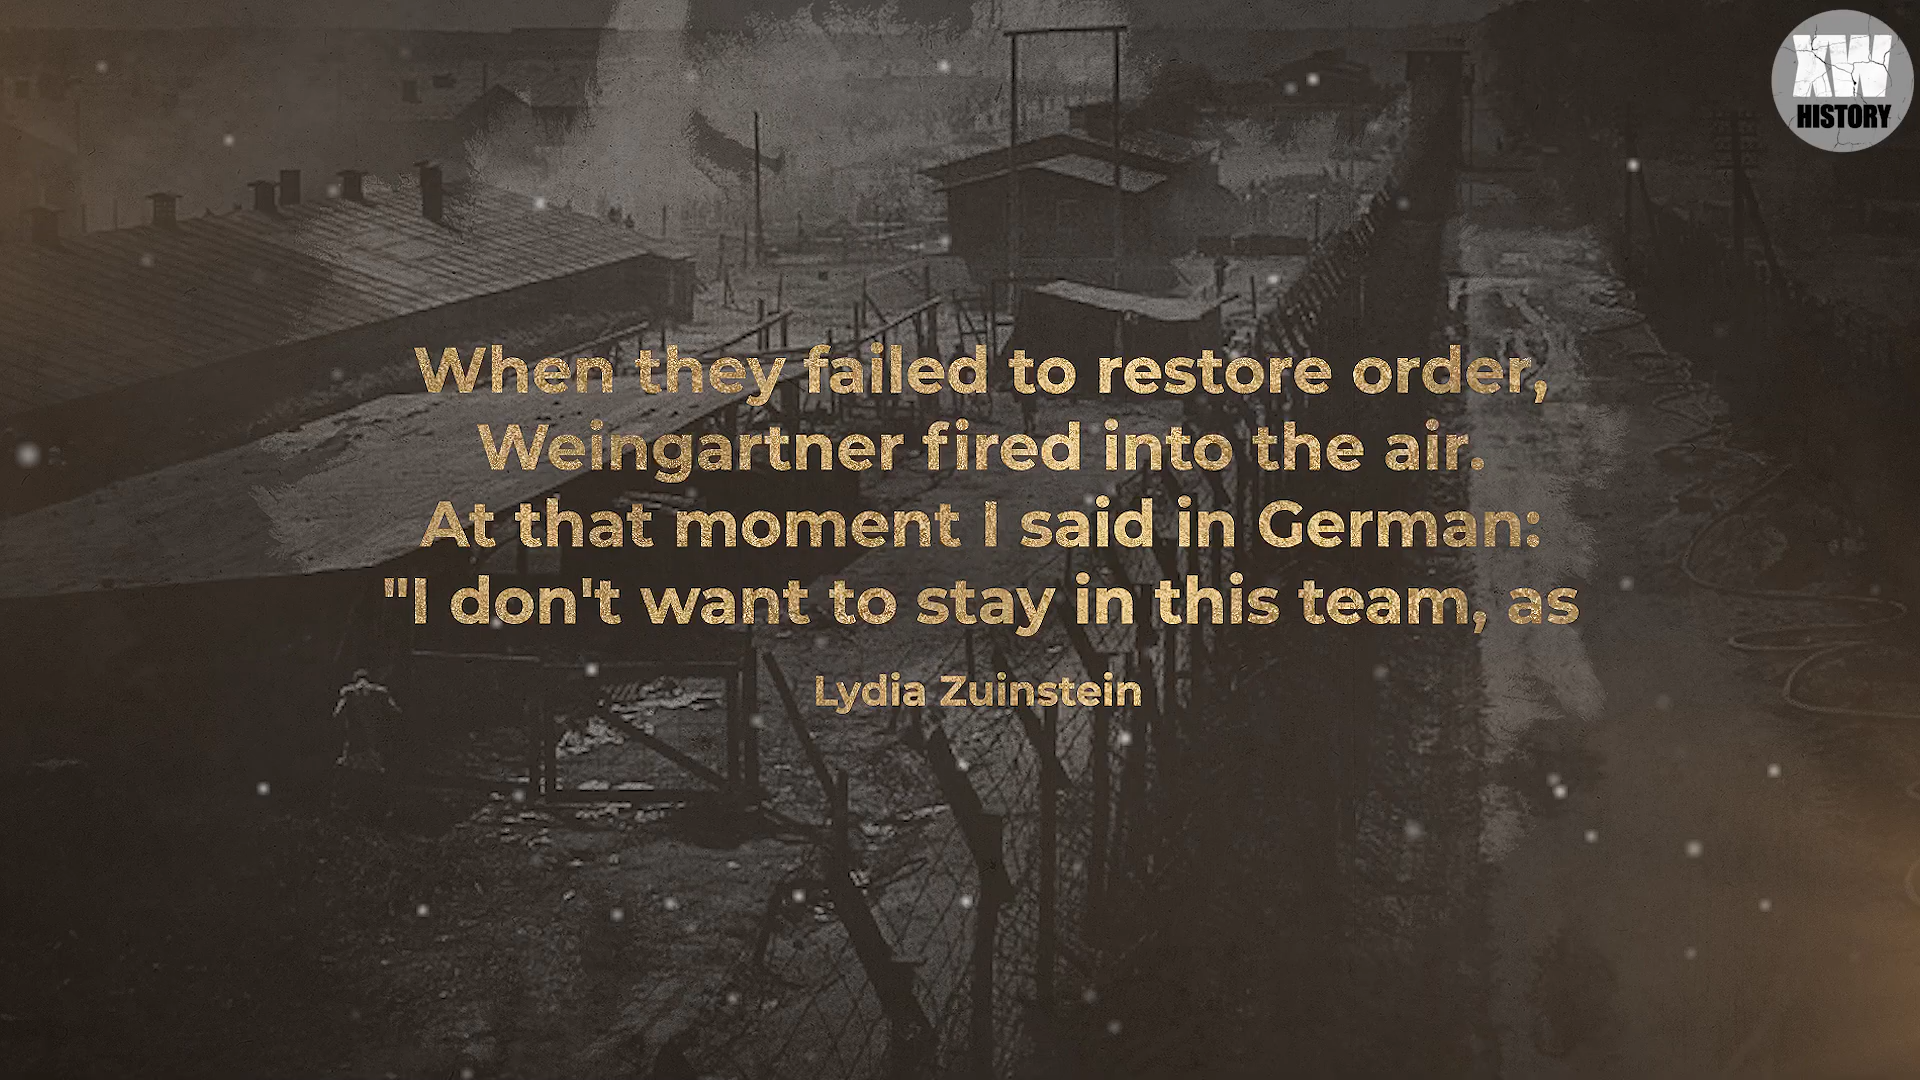 XW
HISTORY
When they failed to restore order,
Weingartner fired into the air.
At that moment I said in German:
"I don't want to stay in this team, as
Lydia Zuinstein